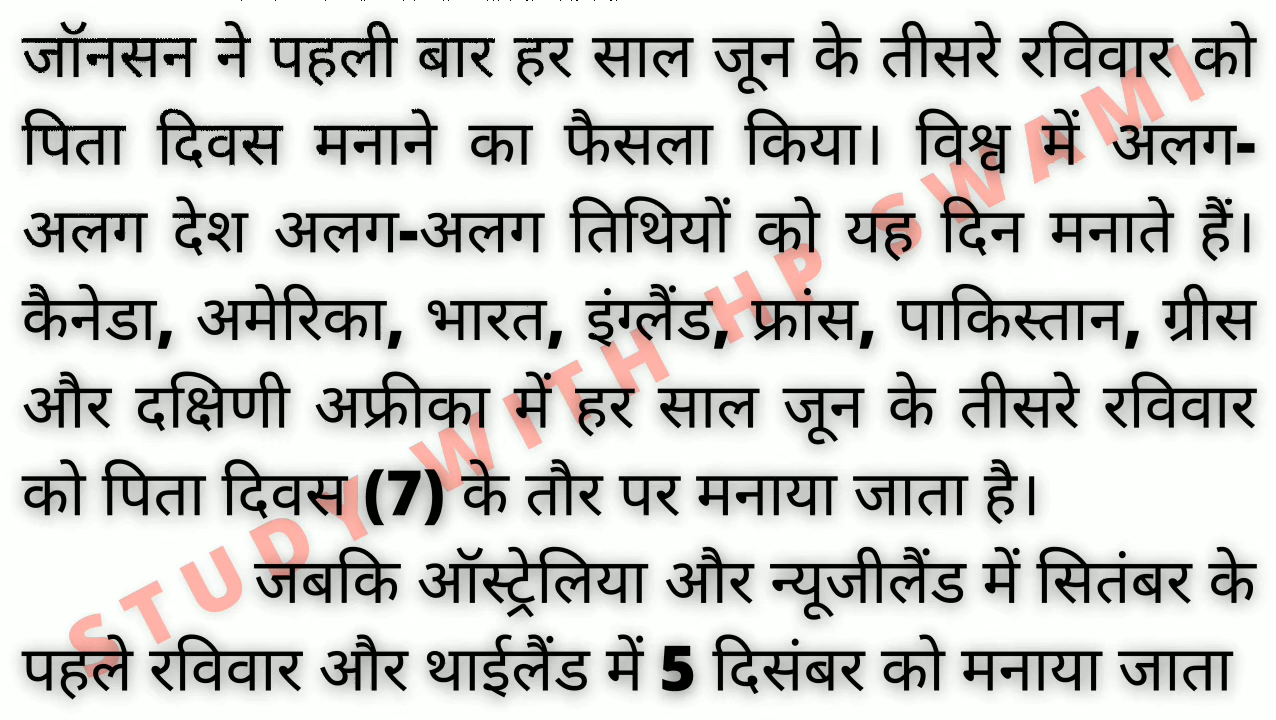 जॉनसन ने पहली बार हर साल जून के तीसरे रविवार को
पिता दिवस मनाने का फैसला किया। विश्व में अलग-
अलग देश अलग-अलग तिथियों को यह दिन मनाते हैं।
कैनेडा, अमेरिका, भारत, इंग्लैंड, फ्रांस, पाकिस्तान, ग्रीस
और दक्षिणी अफ्रीका में हर साल जून के तीसरे रविवार
को पिता दिवस (7) के तौर पर मनाया जाता है।
जबकि ऑस्ट्रेलिया और न्यूजीलैंड में सितंबर के
पहले रविवार और थाईलैंड में 5 दिसंबर को मनाया जाता
STUDY WITH HP SWAMI